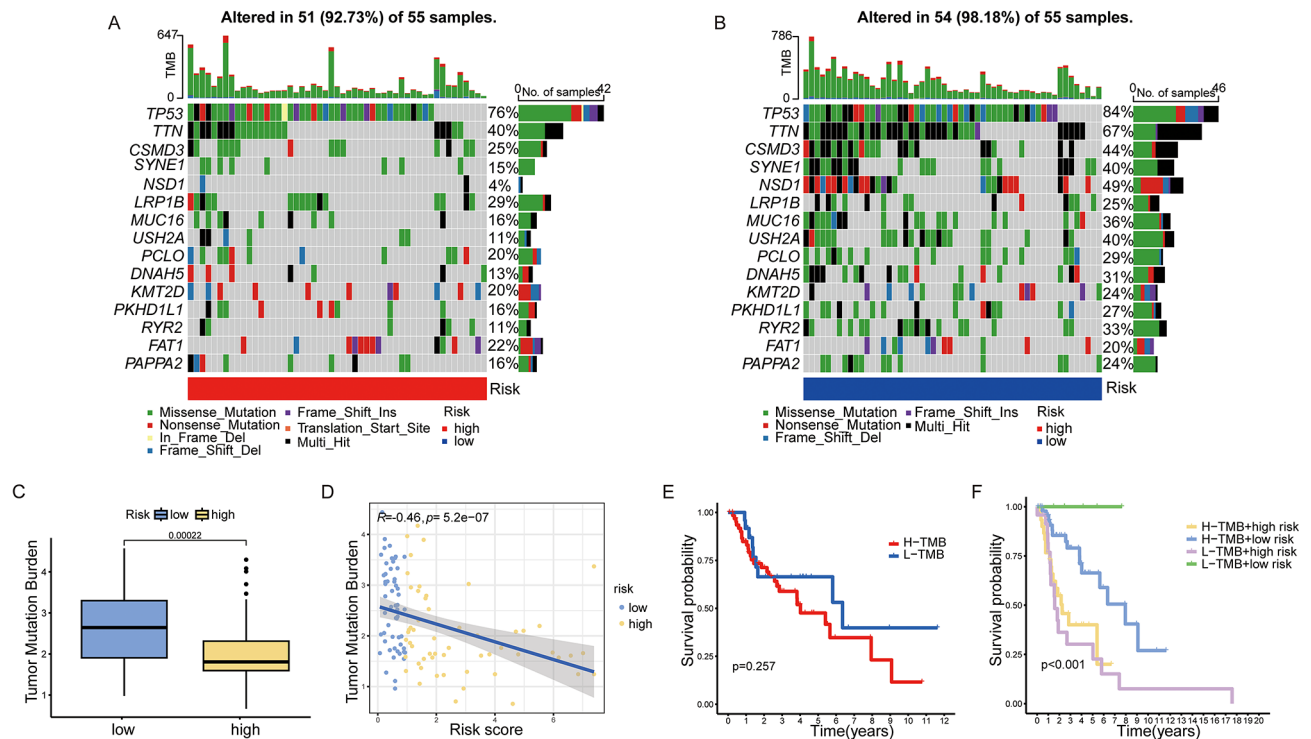 A
Altered in 51 (92.73%) of 55 samples.
647
TMB
0
0 No. of samples 42
TP53 76%
TTN 40%
CSMD3 25%
SYNE1 15%
NSD1 4%
LRP1B 29%
MUC16 16%
USH2A 11%
PCLO 20%
DNAH5 13%
KMT2D 20%
PKHD1L1 16%
RYR2 11%
FAT1 22%
PAPPA2 16%
Risk
Missense_Mutation Frame_Shift_Ins Risk
Nonsense_Mutation Translation_Start_Site high
In_Frame_Del Multi_Hit low
Frame_Shift_Del
B
Altered in 54 (98.18%) of 55 samples.
786
TMB
0
0 No. of samples 46
TP53 84%
TTN 67%
CSMD3 44%
SYNE1 40%
NSD1 49%
LRP1B 25%
MUC16 36%
USH2A 40%
PCLO 29%
DNAH5 31%
KMT2D 24%
PKHD1L1 27%
RYR2 33%
FAT1 20%
PAPPA2 24%
Risk
Missense_Mutation Frame_Shift_Ins Risk
Nonsense_Mutation Multi_Hit high
Frame_Shift_Del low
C
Risk low high
0.00022
Tumor Mutation Burden
4
3
2
1
low high
D
R=-0.46, p= 5.2e-07
Tumor Mutation Burden
4
3
2
1
0 2 4 6
Risk score
risk
low
high
E
H-TMB
L-TMB
Survival probability
1.00
0.75
0.50
0.25
0.00
p=0.257
0 1 2 3 4 5 6 7 8 9 10 11 12
Time(years)
F
H-TMB+high risk
H-TMB+low risk
L-TMB+high risk
L-TMB+low risk
Survival probability
1.00
0.75
0.50
0.25
0.00
p<0.001
0 1 2 3 4 5 6 7 8 9 10 11 12 13 14 15 16 17 18 19 20
Time(years)